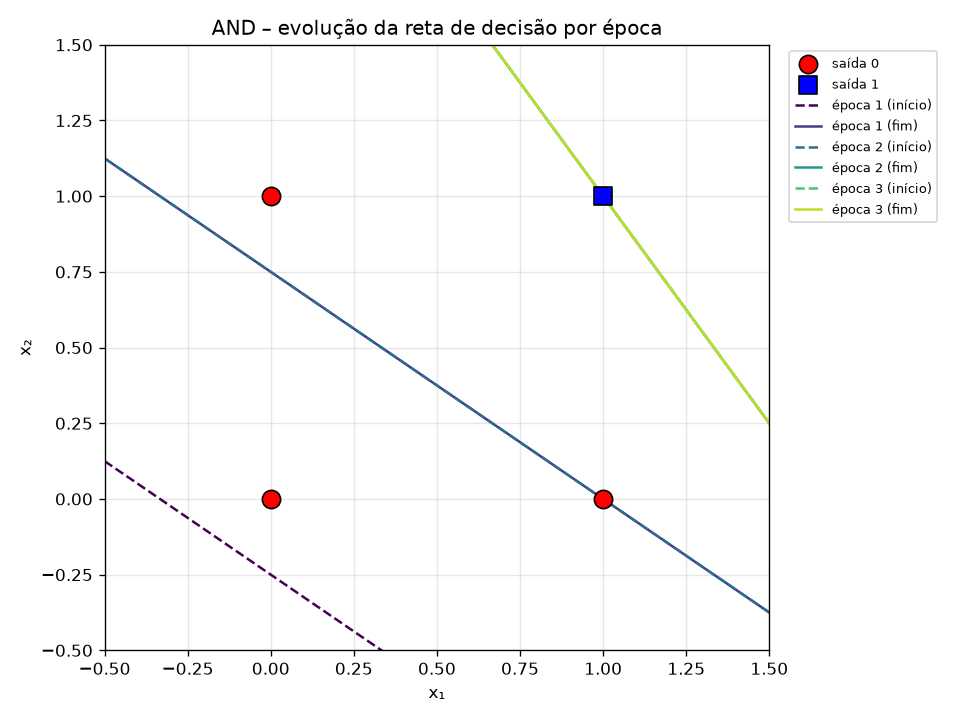 AND – evolução da reta de decisão por época
saída 0
saída 1
época 1 (início)
época 1 (fim)
época 2 (início)
época 2 (fim)
época 3 (início)
época 3 (fim)
1.50
1.25
1.00
0.75
0.50
0.25
0.00
−0.25
−0.50
x₂
−0.50 −0.25 0.00 0.25 0.50 0.75 1.00 1.25 1.50
x₁